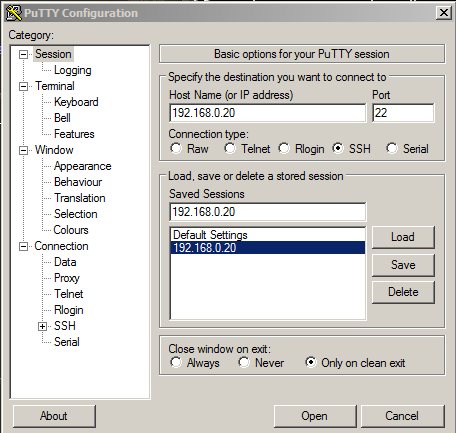 PuTTY Configuration
Category:
Session
Logging
Terminal
Keyboard
Bell
Features
Window
Appearance
Behaviour
Translation
Selection
Colours
Connection
Data
Proxy
Telnet
Rlogin
SSH
Serial
Basic options for your PuTTY session
Specify the destination you want to connect to
Host Name (or IP address) Port
192.168.0.20 22
Connection type:
Raw Telnet Rlogin SSH Serial
Load, save or delete a stored session
Saved Sessions
192.168.0.20
Default Settings
192.168.0.20
Load
Save
Delete
Close window on exit:
Always Never Only on clean exit
About Open Cancel